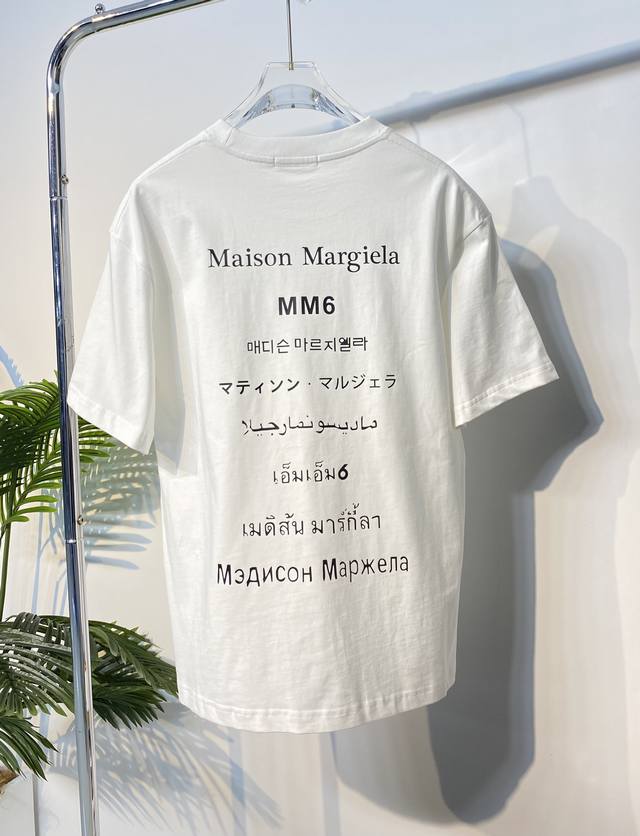 Maison Margiela
MM6
매디슨 마르지엘라
マティソン・マルジェラ
ماديسونمارجيلا
เอ็มเอ็ม6
เมดิสัน มาร์กี้ลา
Мэдисон Маржела